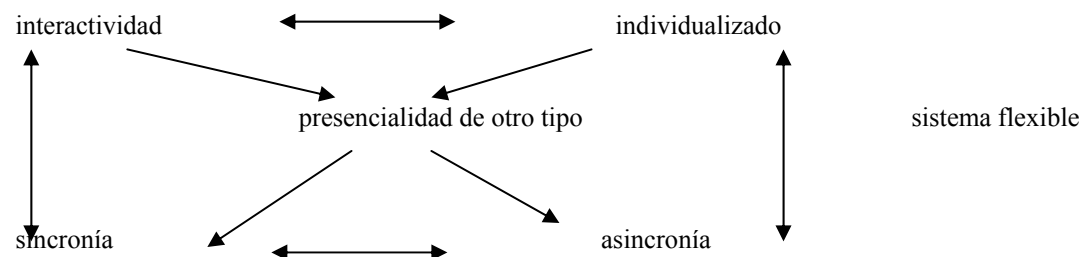 interactividad individualizado
presencialidad de otro tipo sistema flexible
sincronía asincronía